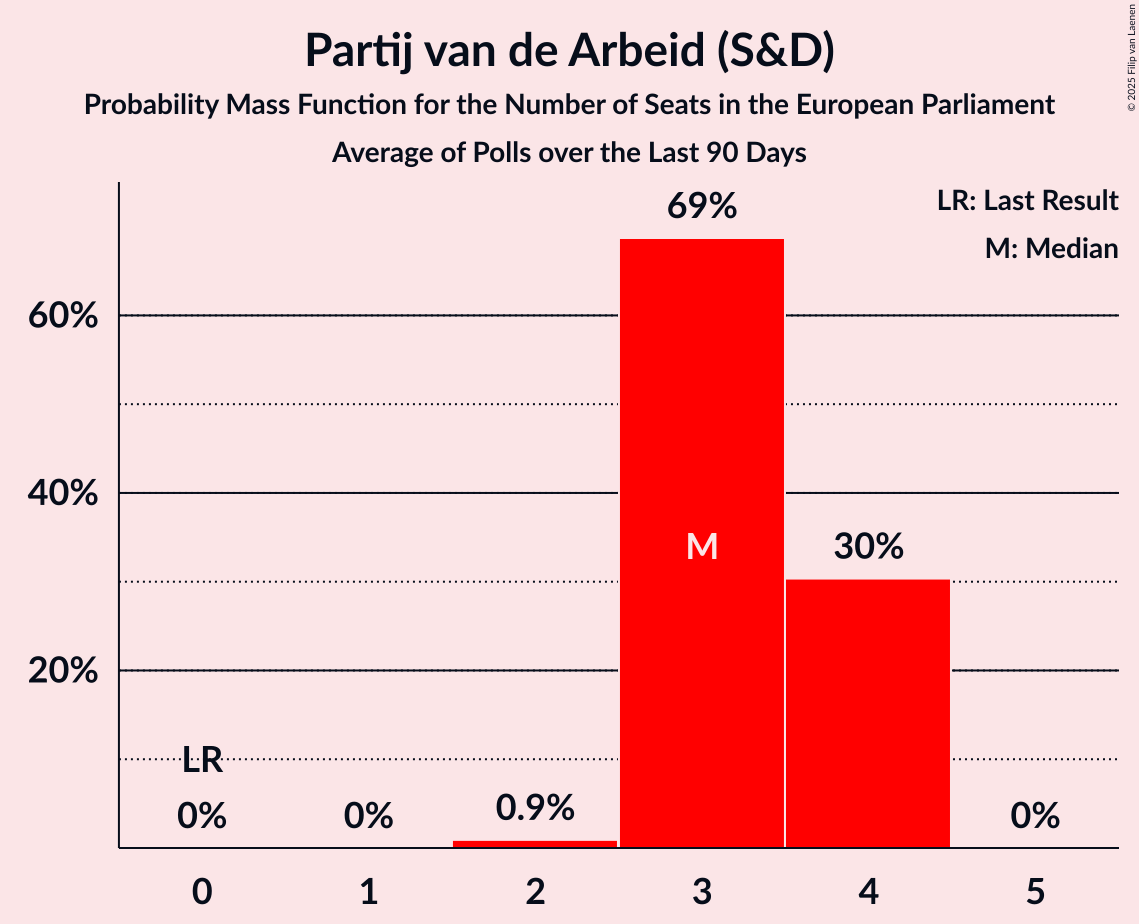 Partij van de Arbeid (S&D)
Probability Mass Function for the Number of Seats in the European Parliament
Average of Polls over the Last 90 Days
© 2025 Filip van Laenen
LR: Last Result
M: Median
69%
60%
40%
M
30%
20%
LR
0%
0%
0.9%
0%
0
1
2
3
4
5